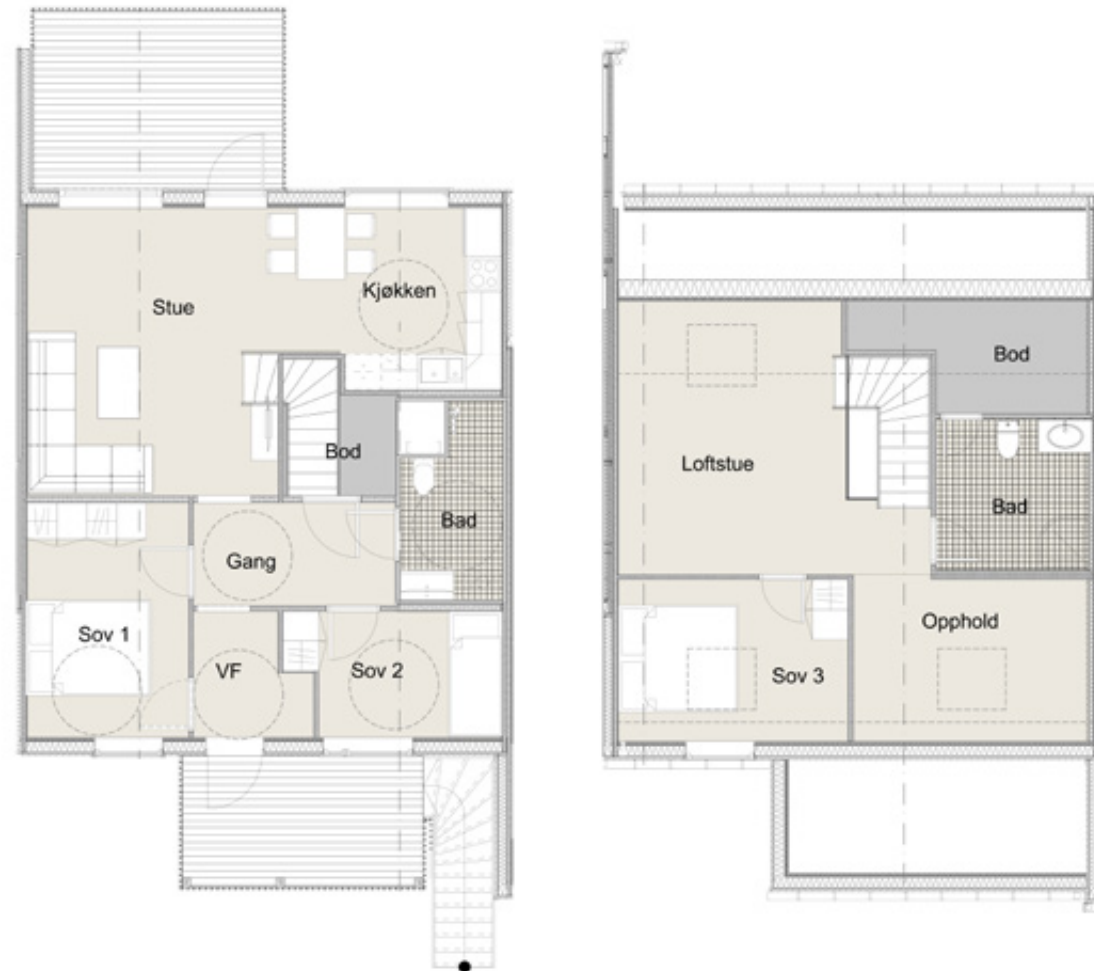 Stue
Kjøkken
Bod
Bad
Gang
Sov 1
VF
Sov 2
Bod
Loftstue
Bad
Opphold
Sov 3